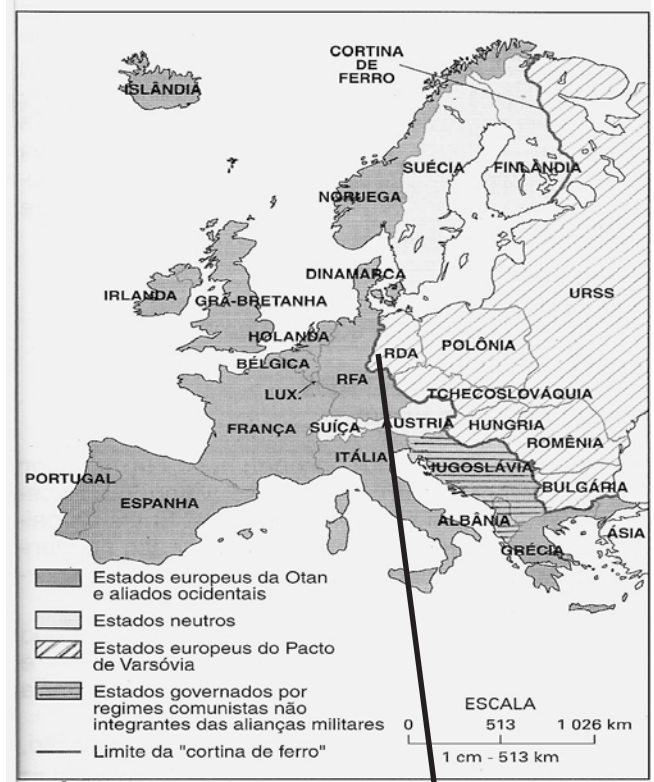 CORTINA
DE
FERRO
ISLÂNDIA
SUÉCIA
FINLÂNDIA
NORUEGA
DINAMARCA
URSS
IRLANDA
GRÃ-BRETANHA
HOLANDA
RDA
POLÔNIA
BÉLGICA
RFA
LUX.
TCHECOSLOVÁQUIA
FRANÇA
SUÍÇA
ÁUSTRIA
HUNGRIA
ROMÊNIA
ITÁLIA
IUGOSLÁVIA
PORTUGAL
ESPANHA
BULGÁRIA
ALBÂNIA
ÁSIA
GRÉCIA
Estados europeus da Otan
e aliados ocidentais
Estados neutros
Estados europeus do Pacto
de Varsóvia
Estados governados por
regimes comunistas não
integrantes das alianças militares
Limite da "cortina de ferro"
ESCALA
0 513 1 026 km
1 cm - 513 km